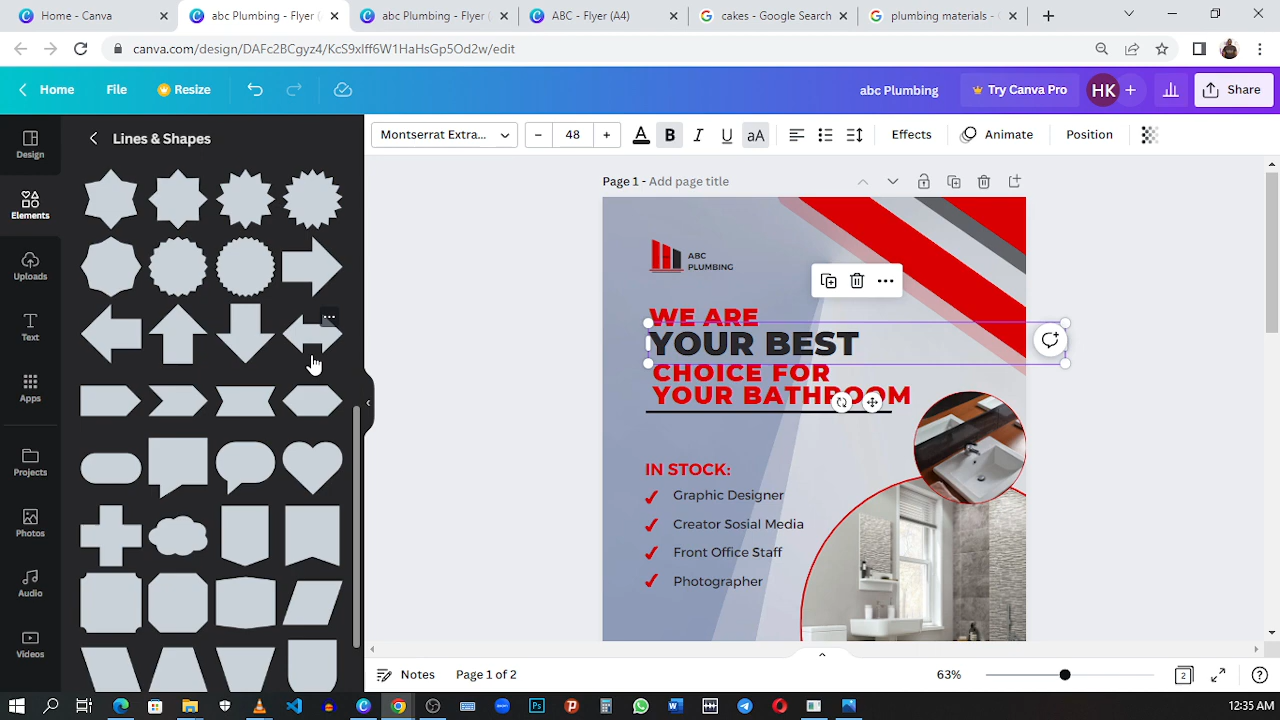 Home - Canva
abc Plumbing - Flyer (
abc Plumbing - Flyer (
ABC - Flyer (A4)
cakes - Google Search
plumbing materials -
canva.com/design/DAFc2BCgyz4/KcS9xIff6W1HaHsGp5Od2w/edit
Home
File
Resize
abc Plumbing
Try Canva Pro
HK
Share
Design
Elements
Uploads
Text
Apps
Projects
Photos
Audio
Videos
Lines & Shapes
Montserrat Extra...
– 48 +
A B I U aA
Effects
Animate
Position
Page 1 - Add page title
ABC
PLUMBING
WE ARE
YOUR BEST
CHOICE FOR
YOUR BATHROOM
IN STOCK:
Graphic Designer
Creator Sosial Media
Front Office Staff
Photographer
Notes
Page 1 of 2
63%
2
12:35 AM